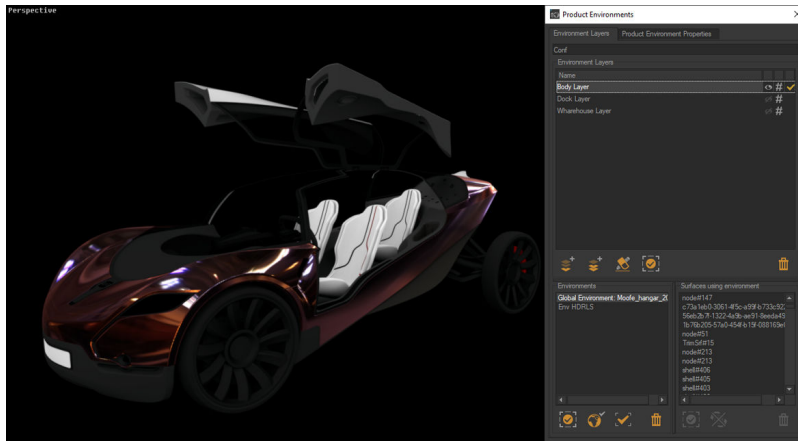 Perspective
Product Environments
Environment Layers
Product Environment Properties
Conf
Environment Layers
Name
Body Layer
Dock Layer
Wharehouse Layer
Environments
Global Environment: Moofe_hangar_20
Env HDRLS
Surfaces using environment
node#147
node#51
TrimSrf#15
node#213
node#213
shell#406
shell#405
shell#403